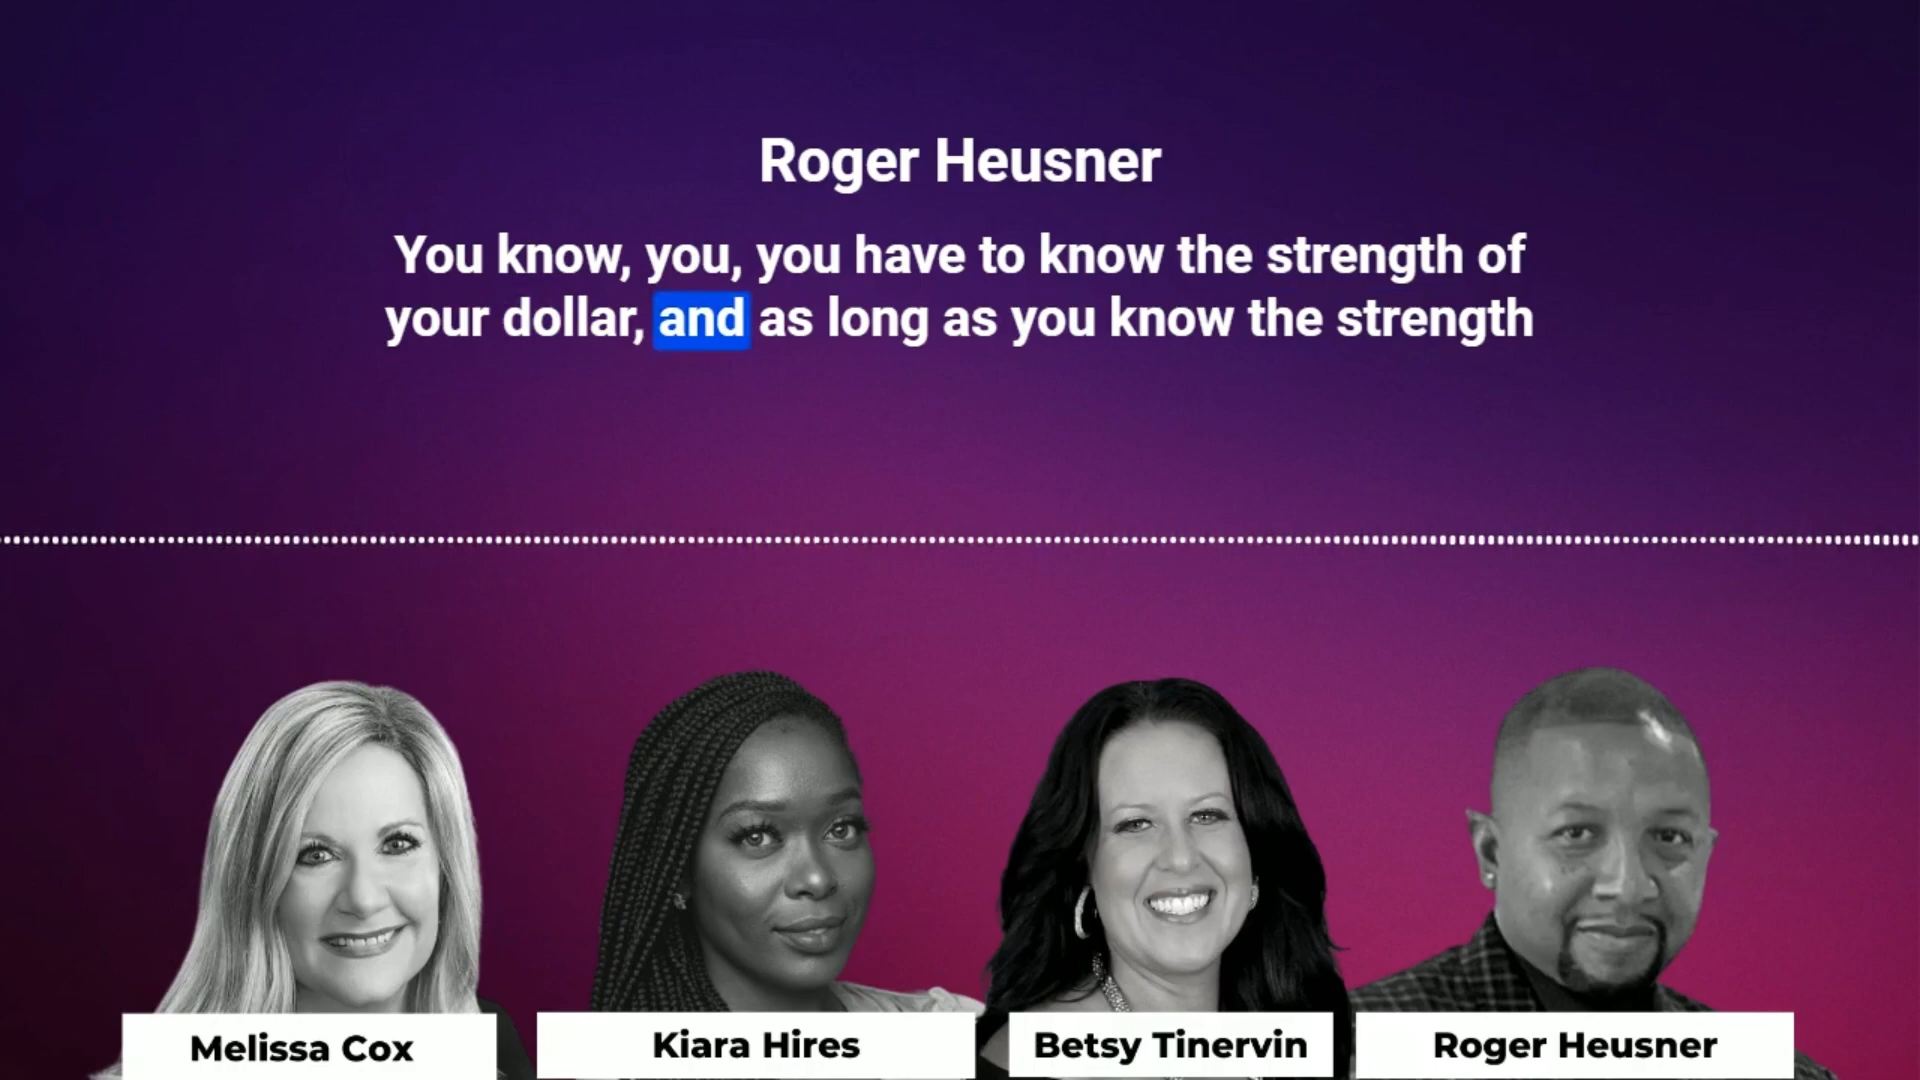 Roger Heusner
You know, you, you have to know the strength of
your dollar, and as long as you know the strength
Melissa Cox
Kiara Hires
Betsy Tinervin
Roger Heusner